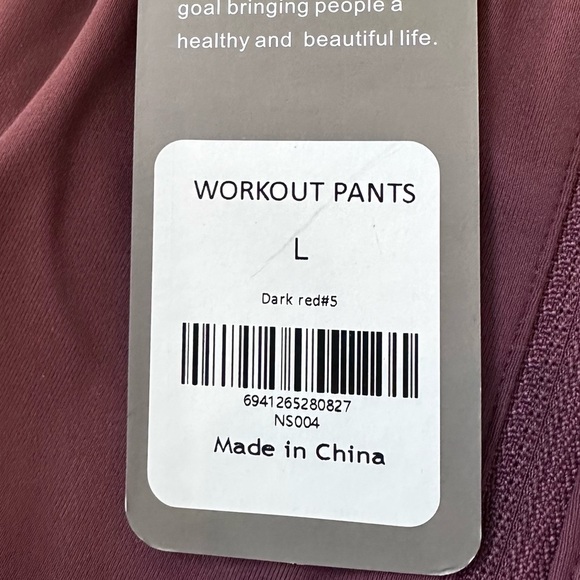 goal bringing people a
healthy and beautiful life.
WORKOUT PANTS
L
Dark red#5
6941265280827
NS004
Made in China